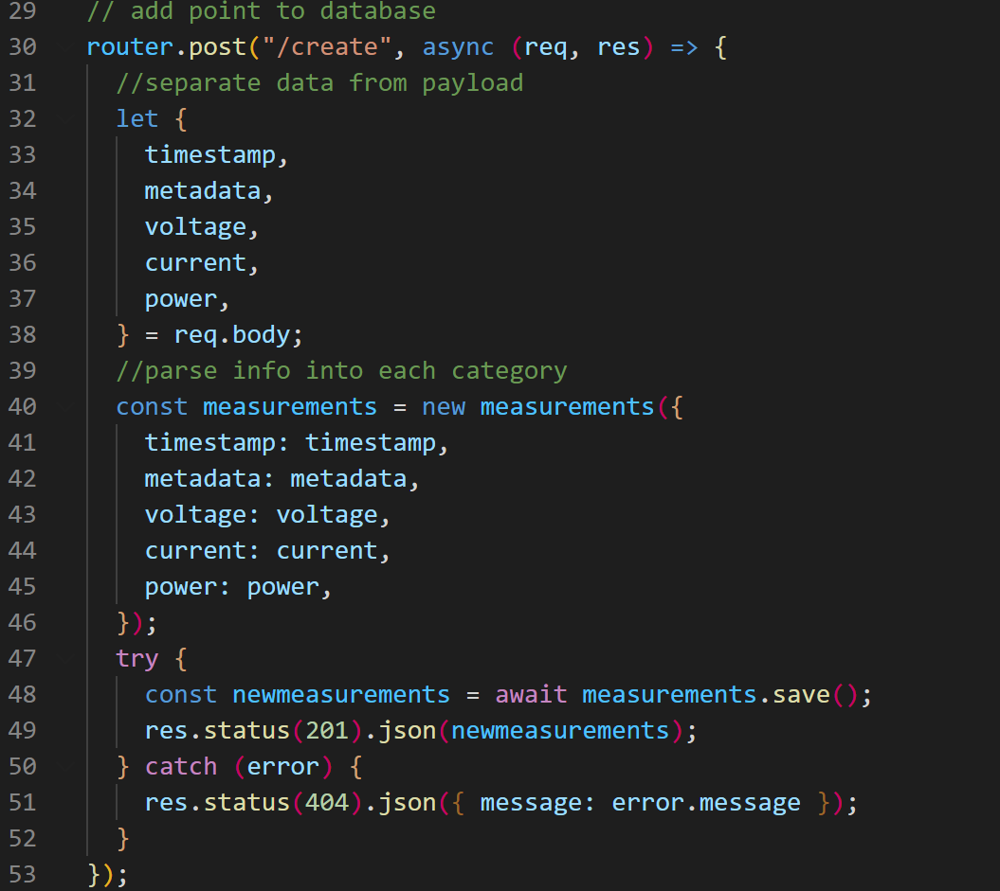 29 // add point to database
30 router.post("/create", async (req, res) => {
31   //separate data from payload
32   let {
33     timestamp,
34     metadata,
35     voltage,
36     current,
37     power,
38   } = req.body;
39   //parse info into each category
40   const measurements = new measurements({
41     timestamp: timestamp,
42     metadata: metadata,
43     voltage: voltage,
44     current: current,
45     power: power,
46   });
47   try {
48     const newmeasurements = await measurements.save();
49     res.status(201).json(newmeasurements);
50   } catch (error) {
51     res.status(404).json({ message: error.message });
52   }
53 });